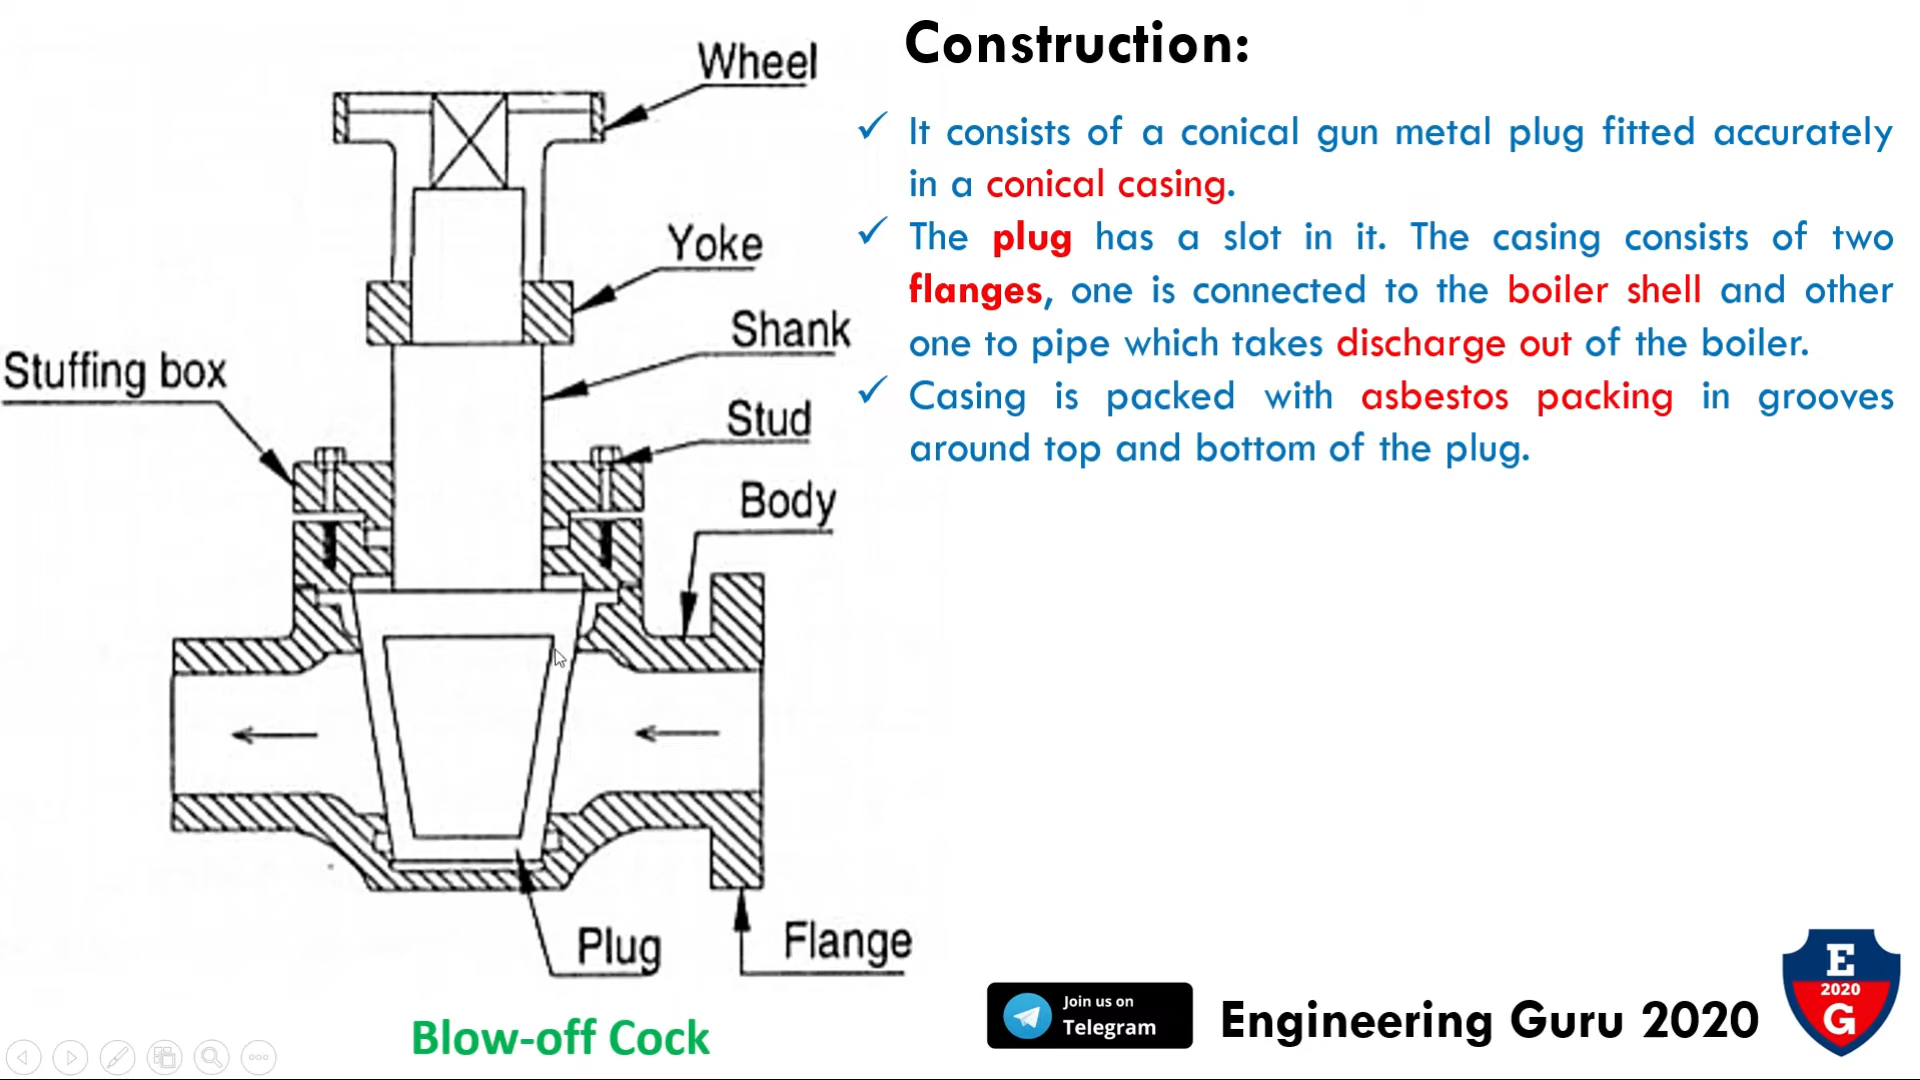 Construction:
Wheel
Yoke
Shank
Stuffing box
Stud
Body
Plug
Flange
Blow-off Cock
✓ It consists of a conical gun metal plug fitted accurately
in a conical casing.
✓ The plug has a slot in it. The casing consists of two
flanges, one is connected to the boiler shell and other
one to pipe which takes discharge out of the boiler.
✓ Casing is packed with asbestos packing in grooves
around top and bottom of the plug.
Join us on
Telegram
Engineering Guru 2020
E
2020
G